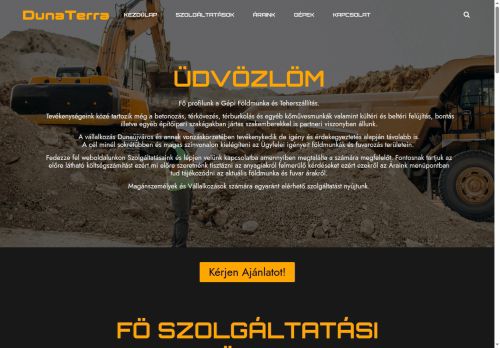 DunaTerra
KEZDŐLAP SZOLGÁLTATÁSOK ÁRAINK GÉPEK KAPCSOLAT
ÜDVÖZLÖM
Fő profilunk a Gépi Földmunka és Teherszállítás.
Tevékenységeink közé tartozik még a betonozás, térkövezés, térburkolás és egyéb kőművesmunkák valamint kültéri és beltéri felújítás, bontás
illetve egyéb építőipari szakágakban jártas szakemberekkel is partneri viszonyban állunk.
A vállalkozás Dunaújváros és annak vonzáskörzetében tevékenykedik de igény és érdekegyeztetés alapján távolabb is.
A cél minél sokrétűbben és magas színvonalon kielégíteni az Ügyfelei igényeit földmunkák és fuvarozás területein.
Fedezze fel weboldalunkon Szolgáltatásaink és lépjen velünk kapcsolatba amennyiben megtalálta a számára megfelelőt. Fontosnak tartjuk az
előre látható költségszámítást ezért mi előre szeretnénk tisztázni az anyagiakról felmerülő kérdéseket ezért ezekről az Áraink menüpontban
tud tájékozódni az aktuális földmunka és fuvar árakról.
Magánszemélyek és Vállalkozások számára egyaránt elérhető szolgáltatást nyújtunk.
Kérjen Ajánlatot!
FŐ SZOLGÁLTATÁSI